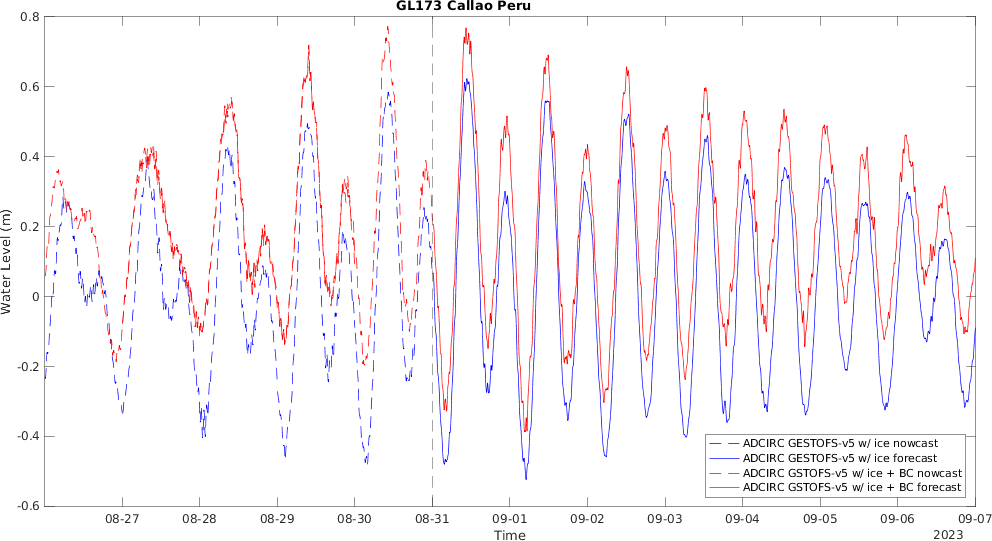 GL173 Callao Peru
0.8
0.6
0.4
0.2
0
-0.2
-0.4
-0.6
Water Level (m)
ADCIRC GESTOFS-v5 w/ ice nowcast
ADCIRC GESTOFS-v5 w/ ice forecast
ADCIRC GSTOFS-v5 w/ ice + BC nowcast
ADCIRC GSTOFS-v5 w/ ice + BC forecast
08-27 08-28 08-29 08-30 08-31 09-01 09-02 09-03 09-04 09-05 09-06 09-07
Time
2023